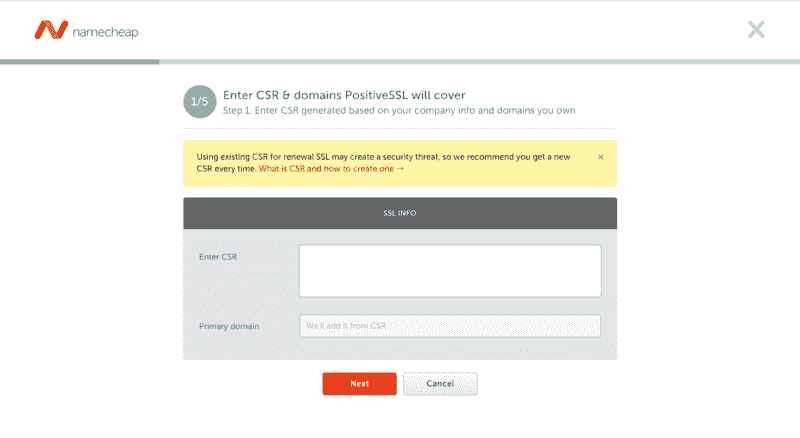 namecheap
1/5
Enter CSR & domains PositiveSSL will cover
Step 1. Enter CSR generated based on your company info and domains you own
Using existing CSR for renewal SSL may create a security threat, so we recommend you get a new
CSR every time. What is CSR and how to create one →
SSL INFO
Enter CSR
Primary domain
We'll add it from CSR
Next
Cancel